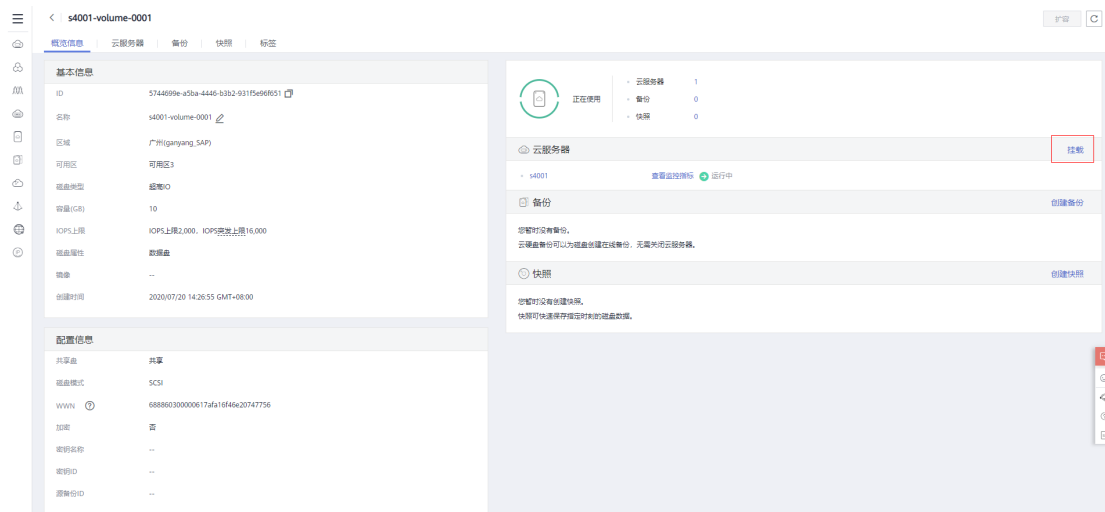 s4001-volume-0001
扩容
概览信息
云服务器
备份
快照
标签
基本信息
ID 5744699e-a5ba-4446-b3b2-931f5e96f651
名称 s4001-volume-0001
区域 广州(ganyang_SAP)
可用区 可用区3
磁盘类型 超高IO
容量(GB) 10
IOPS上限 IOPS上限2,000，IOPS突发上限16,000
磁盘属性 数据盘
镜像 --
创建时间 2020/07/20 14:26:55 GMT+08:00
配置信息
共享盘 共享
磁盘模式 SCSI
WWN 688860300000617afa16f46e20747756
加密 否
密钥名称 --
密钥ID --
源备份ID --
正在使用
云服务器 1
备份 0
快照 0
云服务器 挂载
s4001 查看监控指标 运行中
备份 创建备份
您暂时没有备份。
云硬盘备份可以为磁盘创建在线备份，无需关闭云服务器。
快照 创建快照
您暂时没有创建快照。
快照可快速保存指定时刻的磁盘数据。